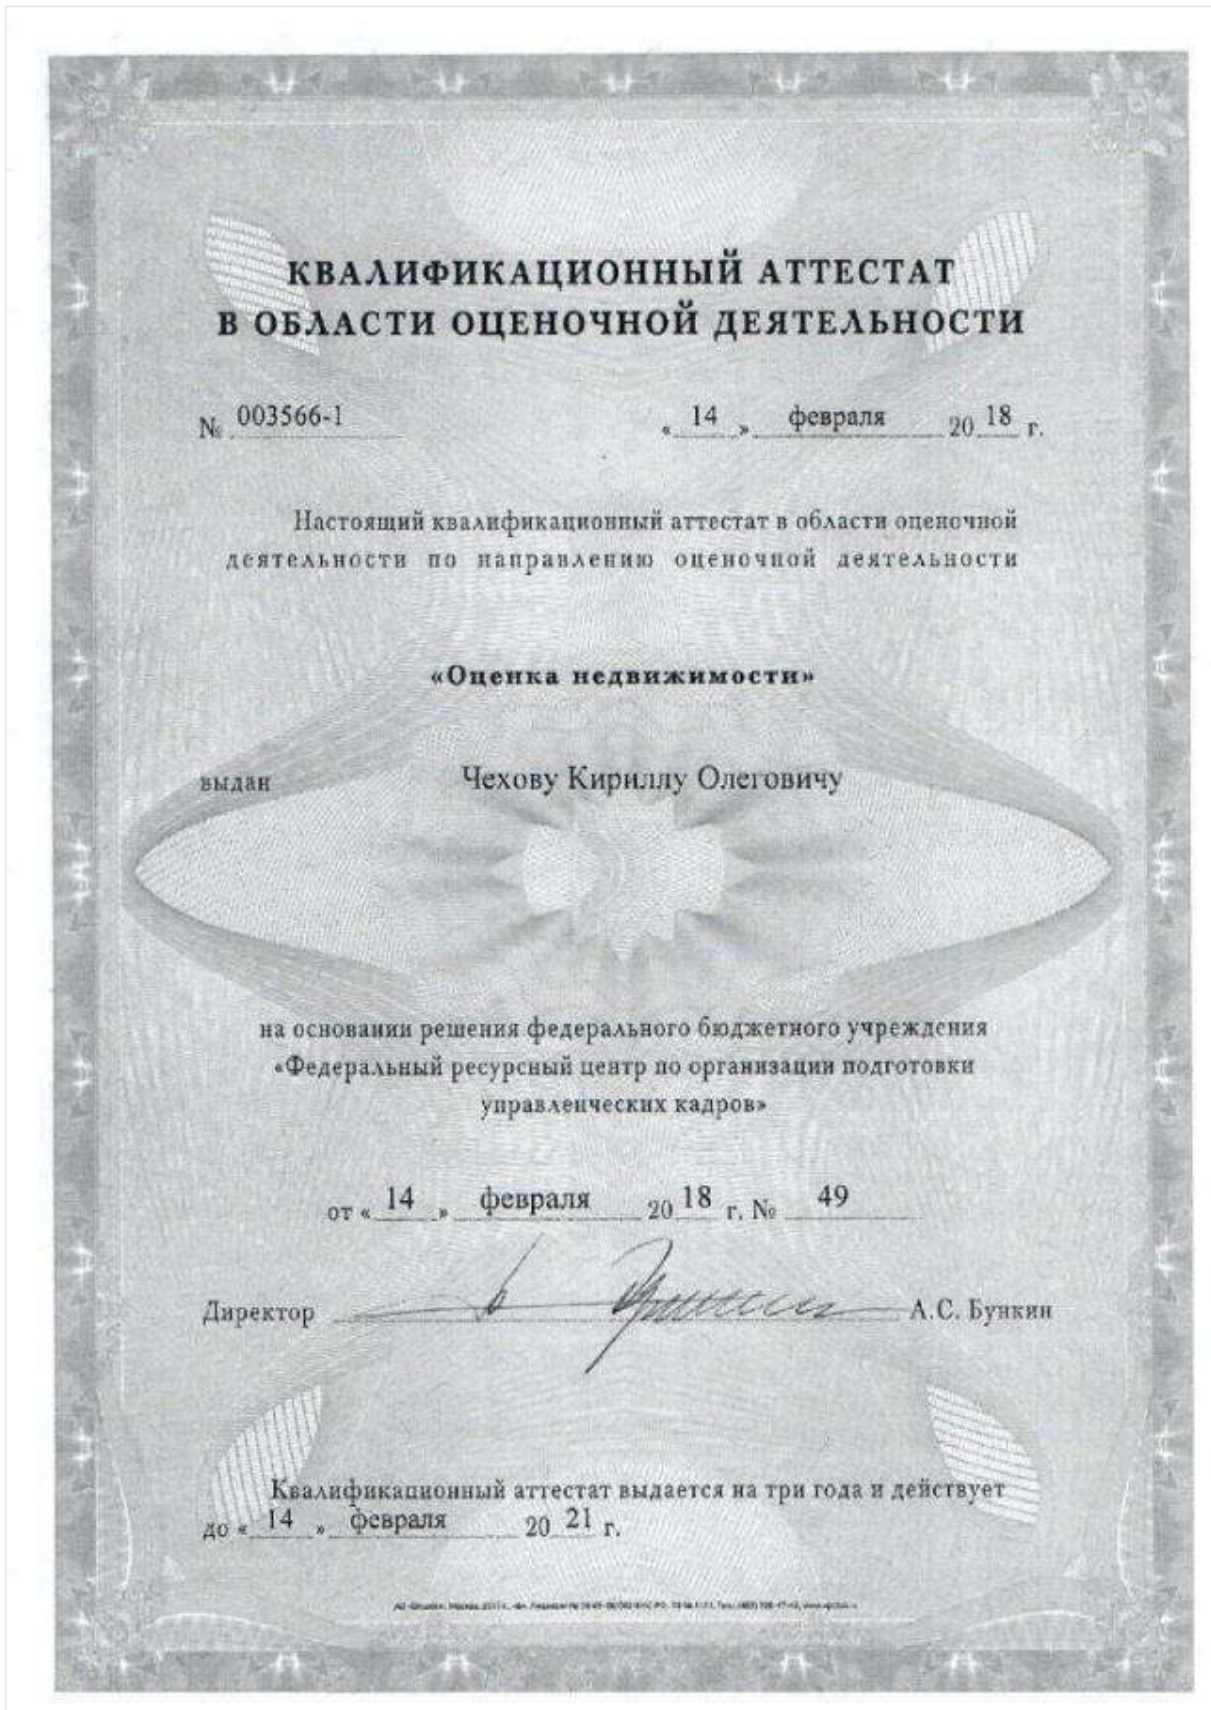 КВАЛИФИКАЦИОННЫЙ АТТЕСТАТ
В ОБЛАСТИ ОЦЕНОЧНОЙ ДЕЯТЕЛЬНОСТИ
№ 003566-1 « 14 » февраля 20 18 г.
Настоящий квалификационный аттестат в области оценочной
деятельности по направлению оценочной деятельности
«Оценка недвижимости»
выдан Чехову Кириллу Олеговичу
на основании решения федерального бюджетного учреждения
«Федеральный ресурсный центр по организации подготовки
управленческих кадров»
от « 14 » февраля 20 18 г. № 49
Директор А.С. Бункин
Квалификационный аттестат выдается на три года и действует
до « 14 » февраля 20 21 г.